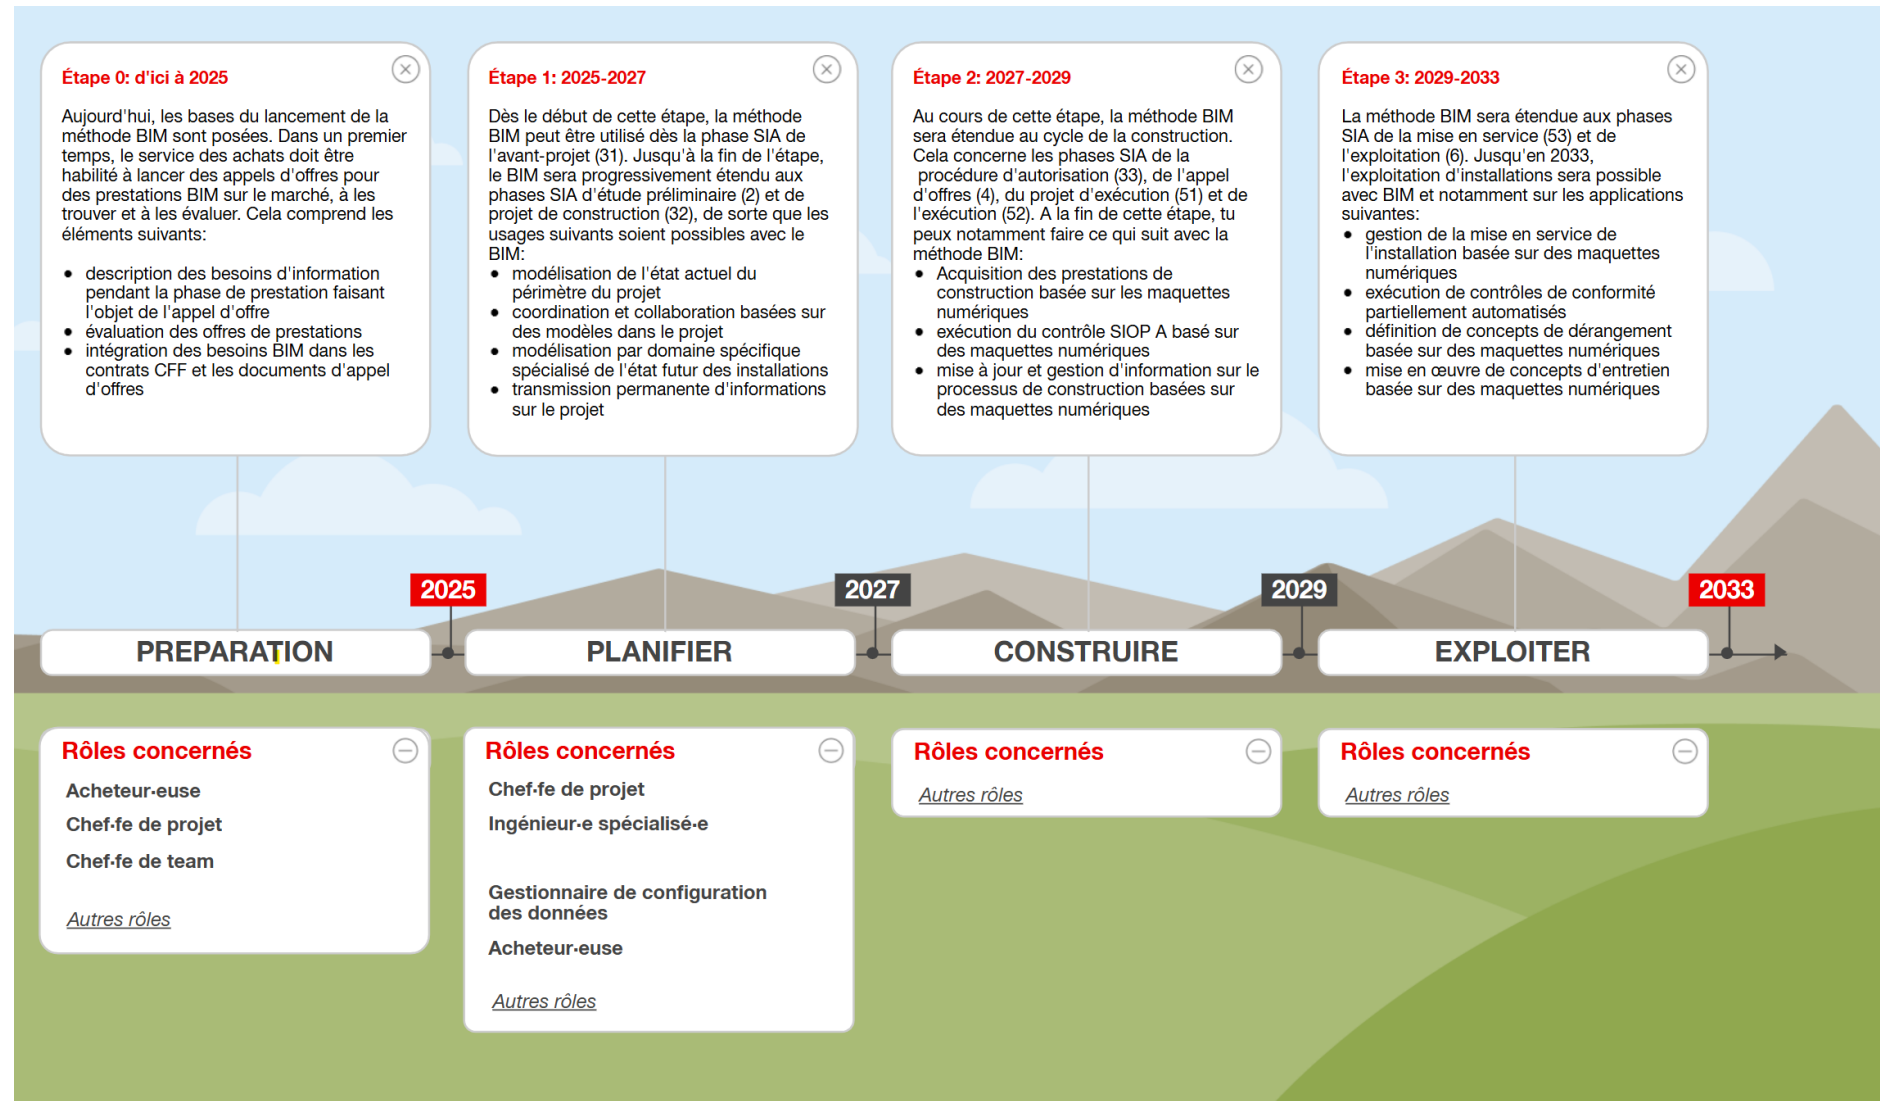 Étape 0: d'ici à 2025
Aujourd'hui, les bases du lancement de la
méthode BIM sont posées. Dans un premier
temps, le service des achats doit être
habilité à lancer des appels d'offres pour
des prestations BIM sur le marché, à les
trouver et à les évaluer. Cela comprend les
éléments suivants:
• description des besoins d'information
pendant la phase de prestation faisant
l'objet de l'appel d'offre
• évaluation des offres de prestations
• intégration des besoins BIM dans les
contrats CFF et les documents d'appel
d'offres
Étape 1: 2025-2027
Dès le début de cette étape, la méthode
BIM peut être utilisé dès la phase SIA de
l'avant-projet (31). Jusqu'à la fin de l'étape,
le BIM sera progressivement étendu aux
phases SIA d'étude préliminaire (2) et de
projet de construction (32), de sorte que les
usages suivants soient possibles avec le
BIM:
• modélisation de l'état actuel du
périmètre du projet
• coordination et collaboration basées sur
des modèles dans le projet
• modélisation par domaine spécifique
spécialisé de l'état futur des installations
• transmission permanente d'informations
sur le projet
Étape 2: 2027-2029
Au cours de cette étape, la méthode BIM
sera étendue au cycle de la construction.
Cela concerne les phases SIA de la
procédure d'autorisation (33), de l'appel
d'offres (4), du projet d'exécution (51) et de
l'exécution (52). A la fin de cette étape, tu
peux notamment faire ce qui suit avec la
méthode BIM:
• Acquisition des prestations de
construction basée sur les maquettes
numériques
• exécution du contrôle SIOP A basé sur
des maquettes numériques
• mise à jour et gestion d'information sur le
processus de construction basées sur
des maquettes numériques
Étape 3: 2029-2033
La méthode BIM sera étendue aux phases
SIA de la mise en service (53) et de
l'exploitation (6). Jusqu'en 2033,
l'exploitation d'installations sera possible
avec BIM et notamment sur les applications
suivantes:
• gestion de la mise en service de
l'installation basée sur des maquettes
numériques
• exécution de contrôles de conformité
partiellement automatisés
• définition de concepts de dérangement
basée sur des maquettes numériques
• mise en œuvre de concepts d'entretien
basée sur des maquettes numériques
2025
2027
2029
2033
PREPARATION
PLANIFIER
CONSTRUIRE
EXPLOITER
Rôles concernés
Acheteur·euse
Chef·fe de projet
Chef·fe de team
Autres rôles
Rôles concernés
Chef·fe de projet
Ingénieur·e spécialisé·e
Gestionnaire de configuration
des données
Acheteur·euse
Autres rôles
Rôles concernés
Autres rôles
Rôles concernés
Autres rôles